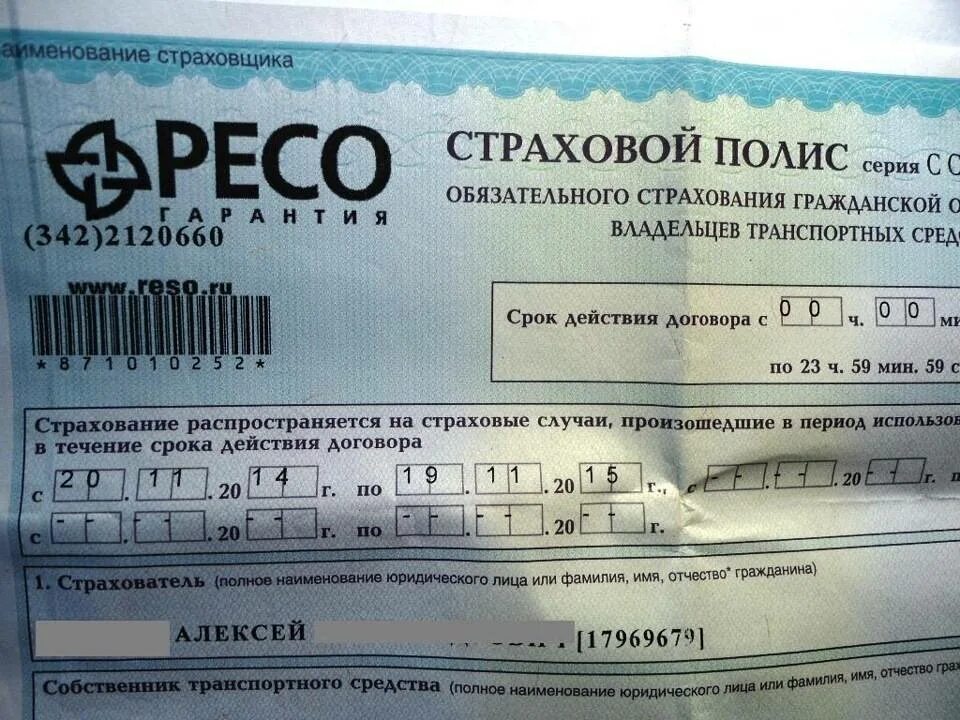 аименование страховщика
РЕСО
ГАРАНТИЯ
(342)2120660
www.reso.ru
*871010252*
СТРАХОВОЙ ПОЛИС серия С С
ОБЯЗАТЕЛЬНОГО СТРАХОВАНИЯ ГРАЖДАНСКОЙ О
ВЛАДЕЛЬЦЕВ ТРАНСПОРТНЫХ СРЕД
Срок действия договора с 00 ч. 00 ми
по 23 ч. 59 мин. 59 с
Страхование распространяется на страховые случаи, произошедшие в период использов
в течение срока действия договора
с 20.11.2014 г. по 19.11.2015 г., с --.--.20-- г. п
с --.--.20-- г. по --.--.20-- г.
1. Страхователь (полное наименование юридического лица или фамилия, имя, отчество* гражданина)
АЛЕКСЕЙ [17969679]
Собственник транспортного средства (полное наименование юридического лица или фамилия, имя, отчество граж